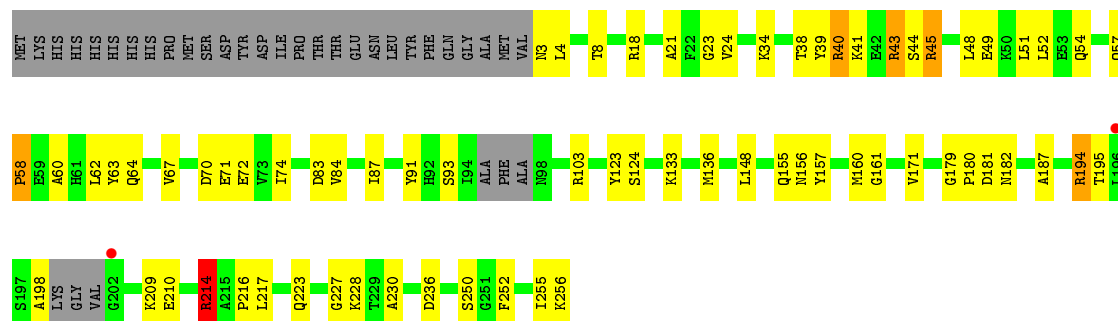 MET LYS HIS HIS HIS HIS HIS HIS PRO MET SER ASP TYR ASP ILE PRO THR THR GLU ASN LEU TYR PHE GLN GLY ALA MET VAL N3 L4 T8 R18 A21 F22 G23 V24 K34 T38 Y39 R40 K41 E42 R43 S44 R45 L48 E49 K50 L51 L52 E53 Q54 Q57
P58 E59 A60 H61 L62 Y63 Q64 V67 D70 E71 E72 V73 I74 D83 V84 I87 Y91 H92 S93 I94 ALA PHE ALA N98 R103 Y123 S124 K133 M136 L148 Q155 N156 Y157 M160 G161 V171 G179 P180 D181 N182 A187 R194 T195 L196
S197 A198 LYS GLY VAL G202 K209 E210 R214 A215 P216 L217 Q223 G227 K228 T229 A230 D236 S250 G251 F252 I255 K256